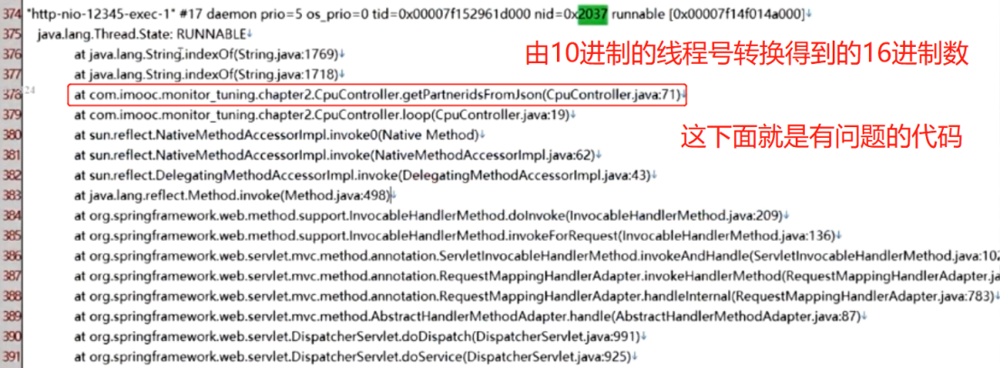 374 "http-nio-12345-exec-1" #17 daemon prio=5 os_prio=0 tid=0x00007f152961d000 nid=0x2037 runnable [0x00007f14f014a000]↓
375 java.lang.Thread.State: RUNNABLE↓
376 at java.lang.String.indexOf(String.java:1769)↓
由10进制的线程号转换得到的16进制数
377 at java.lang.String.indexOf(String.java:1718)↓
378 24 at com.imooc.monitor_tuning.chapter2.CpuController.getPartneridsFromJson(CpuController.java:71)↓
379 at com.imooc.monitor_tuning.chapter2.CpuController.loop(CpuController.java:19)↓
这下面就是有问题的代码
380 at sun.reflect.NativeMethodAccessorImpl.invoke0(Native Method)↓
381 at sun.reflect.NativeMethodAccessorImpl.invoke(NativeMethodAccessorImpl.java:62)↓
382 at sun.reflect.DelegatingMethodAccessorImpl.invoke(DelegatingMethodAccessorImpl.java:43)↓
383 at java.lang.reflect.Method.invoke(Method.java:498)↓
384 at org.springframework.web.method.support.InvocableHandlerMethod.doInvoke(InvocableHandlerMethod.java:209)↓
385 at org.springframework.web.method.support.InvocableHandlerMethod.invokeForRequest(InvocableHandlerMethod.java:136)↓
386 at org.springframework.web.servlet.mvc.method.annotation.ServletInvocableHandlerMethod.invokeAndHandle(ServletInvocableHandlerMethod.java:102
387 at org.springframework.web.servlet.mvc.method.annotation.RequestMappingHandlerAdapter.invokeHandlerMethod(RequestMappingHandlerAdapter.ja
388 at org.springframework.web.servlet.mvc.method.annotation.RequestMappingHandlerAdapter.handleInternal(RequestMappingHandlerAdapter.java:783)↓
389 at org.springframework.web.servlet.mvc.method.AbstractHandlerMethodAdapter.handle(AbstractHandlerMethodAdapter.java:87)↓
390 at org.springframework.web.servlet.DispatcherServlet.doDispatch(DispatcherServlet.java:991)↓
391 at org.springframework.web.servlet.DispatcherServlet.doService(DispatcherServlet.java:925)↓